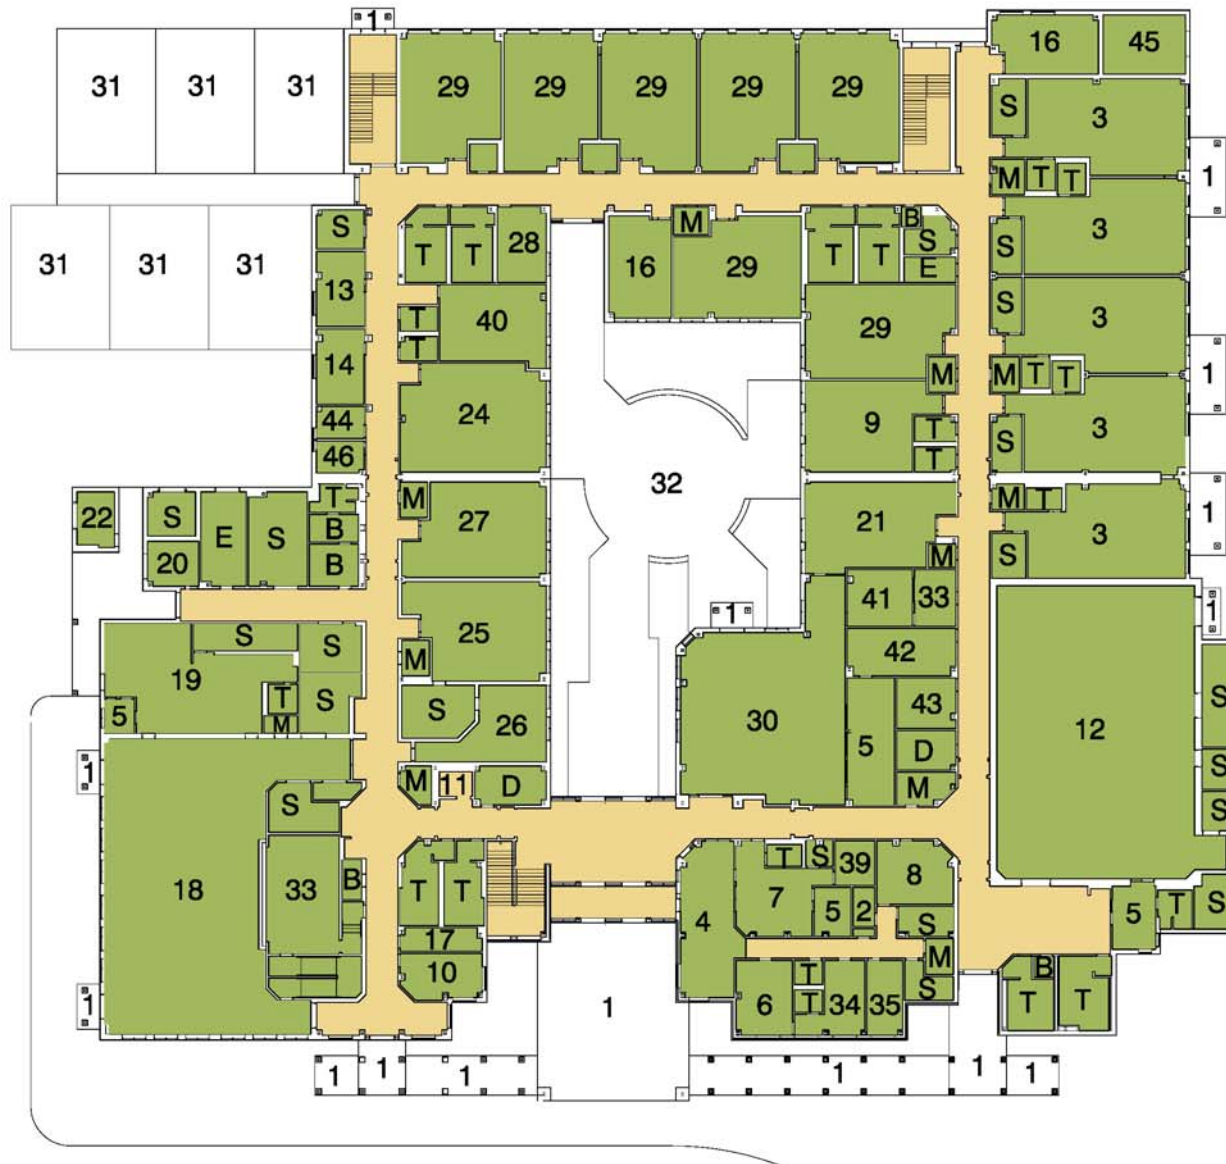 1
16 45
31 31 31 29 29 29 29 29
S 3
M T T 1
31 31 31
S T T 28 16 M 29 T T B S E S 3
13 T 40 29 S 3
14 T M M T T 1
44 24 9 T S 3
46 T
32
22 S E S T M 27 21 M T 1
20 B M S 3
B 41 33
S S 25 1 42 1
19 M
5 T S S 26 30 5 43 12 S
M D S
1 M 11 D M S
S
18 33 B T T 4 7 T S 39 8
5 2 S 5 T S
17 M B
10 1 6 T 34 35 S T T
T
1
1 1 1 1 1 1